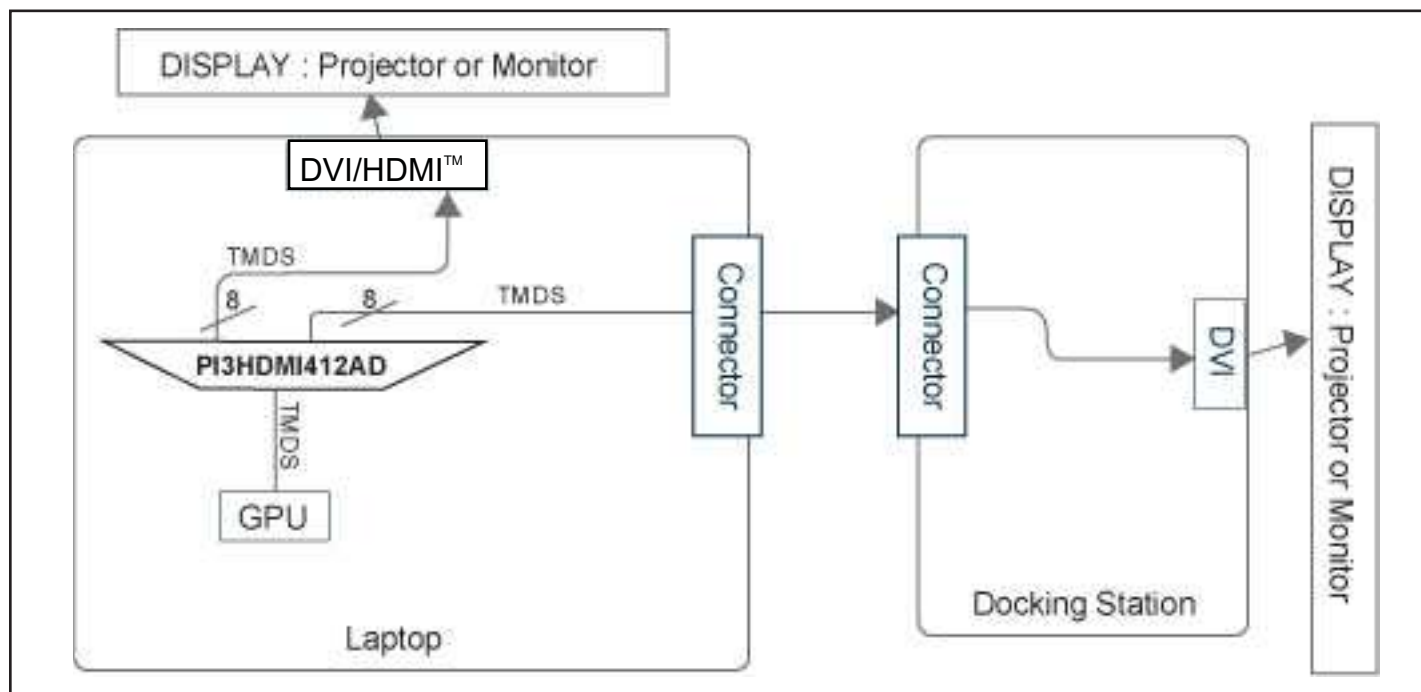 DISPLAY : Projector or Monitor
DVI/HDMI™
TMDS
8
8
TMDS
PI3HDMI412AD
TMDS
GPU
Laptop
Connector
Connector
DVI
Docking Station
DISPLAY : Projector or Monitor